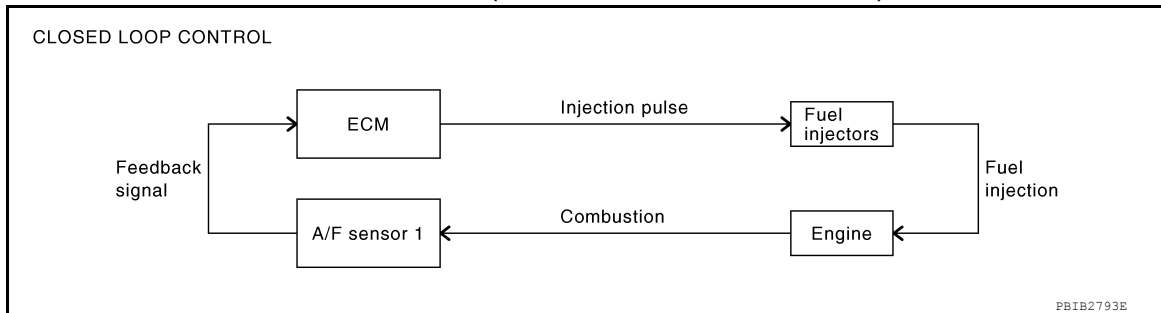 CLOSED LOOP CONTROL
ECM
Injection pulse
Fuel
injectors
Feedback
signal
Fuel
injection
A/F sensor 1
Combustion
Engine
PBIB2793E